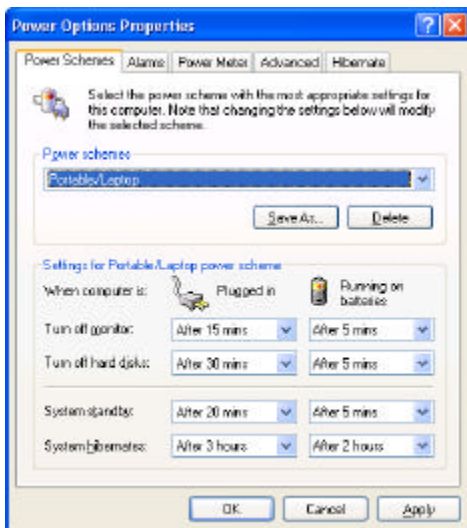 Power Options Properties
Power Schemes Alarms Power Meter Advanced Hibernate
Select the power scheme with the most appropriate settings for
this computer. Note that changing the settings below will modify
the selected scheme.
Power schemes
Portable/Laptop
Save As... Delete
Settings for Portable/Laptop power scheme
When computer is: Plugged in Running on
batteries
Turn off monitor: After 15 mins After 5 mins
Turn off hard disks: After 30 mins After 5 mins
System standby: After 20 mins After 5 mins
System hibernates: After 3 hours After 2 hours
OK Cancel Apply